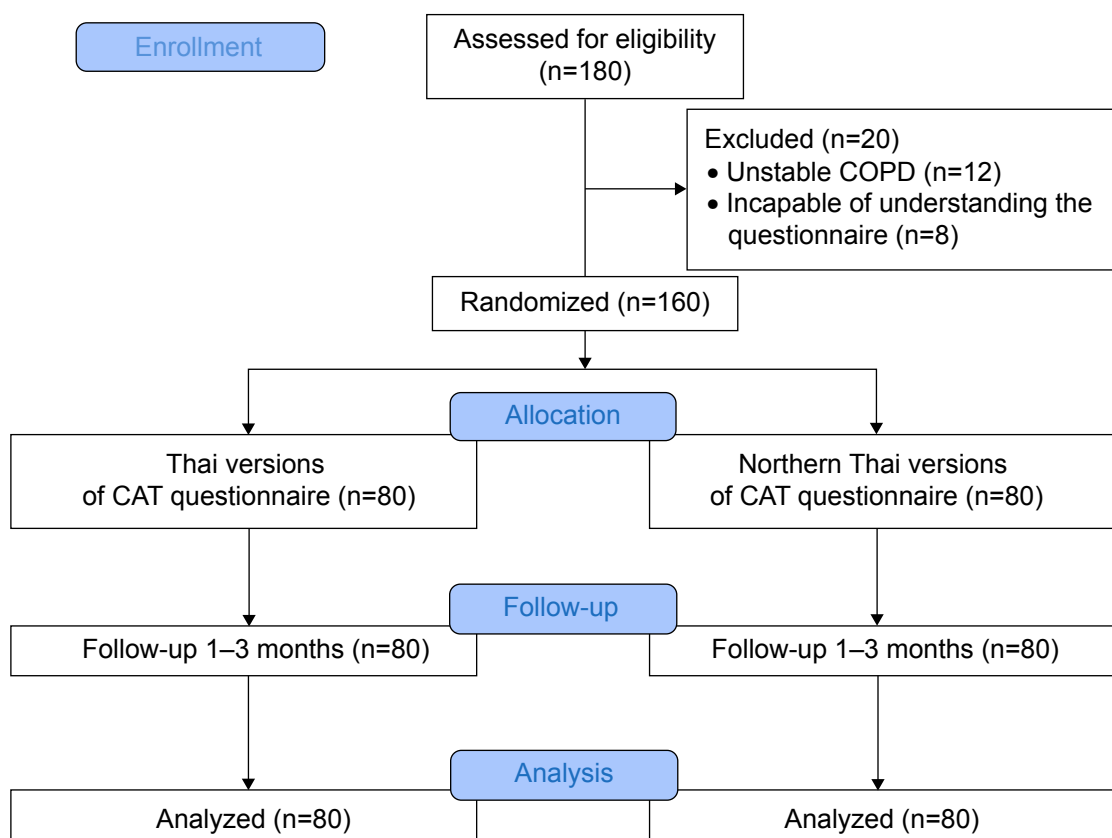 Enrollment
Assessed for eligibility
(n=180)
Excluded (n=20)
• Unstable COPD (n=12)
• Incapable of understanding the
questionnaire (n=8)
Randomized (n=160)
Allocation
Thai versions
of CAT questionnaire (n=80)
Northern Thai versions
of CAT questionnaire (n=80)
Follow-up
Follow-up 1–3 months (n=80)
Follow-up 1–3 months (n=80)
Analysis
Analyzed (n=80)
Analyzed (n=80)